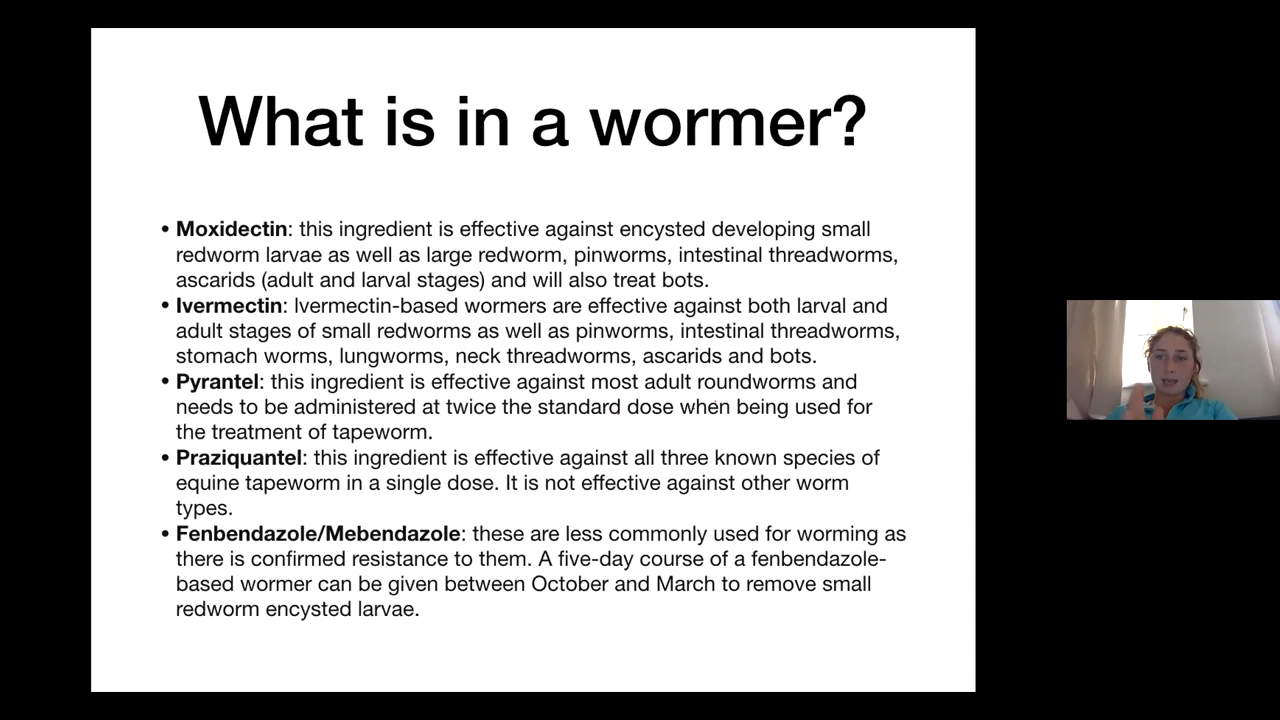 What is in a wormer?
• Moxidectin: this ingredient is effective against encysted developing small
redworm larvae as well as large redworm, pinworms, intestinal threadworms,
ascarids (adult and larval stages) and will also treat bots.
• Ivermectin: Ivermectin-based wormers are effective against both larval and
adult stages of small redworms as well as pinworms, intestinal threadworms,
stomach worms, lungworms, neck threadworms, ascarids and bots.
• Pyrantel: this ingredient is effective against most adult roundworms and
needs to be administered at twice the standard dose when being used for
the treatment of tapeworm.
• Praziquantel: this ingredient is effective against all three known species of
equine tapeworm in a single dose. It is not effective against other worm
types.
• Fenbendazole/Mebendazole: these are less commonly used for worming as
there is confirmed resistance to them. A five-day course of a fenbendazole-
based wormer can be given between October and March to remove small
redworm encysted larvae.